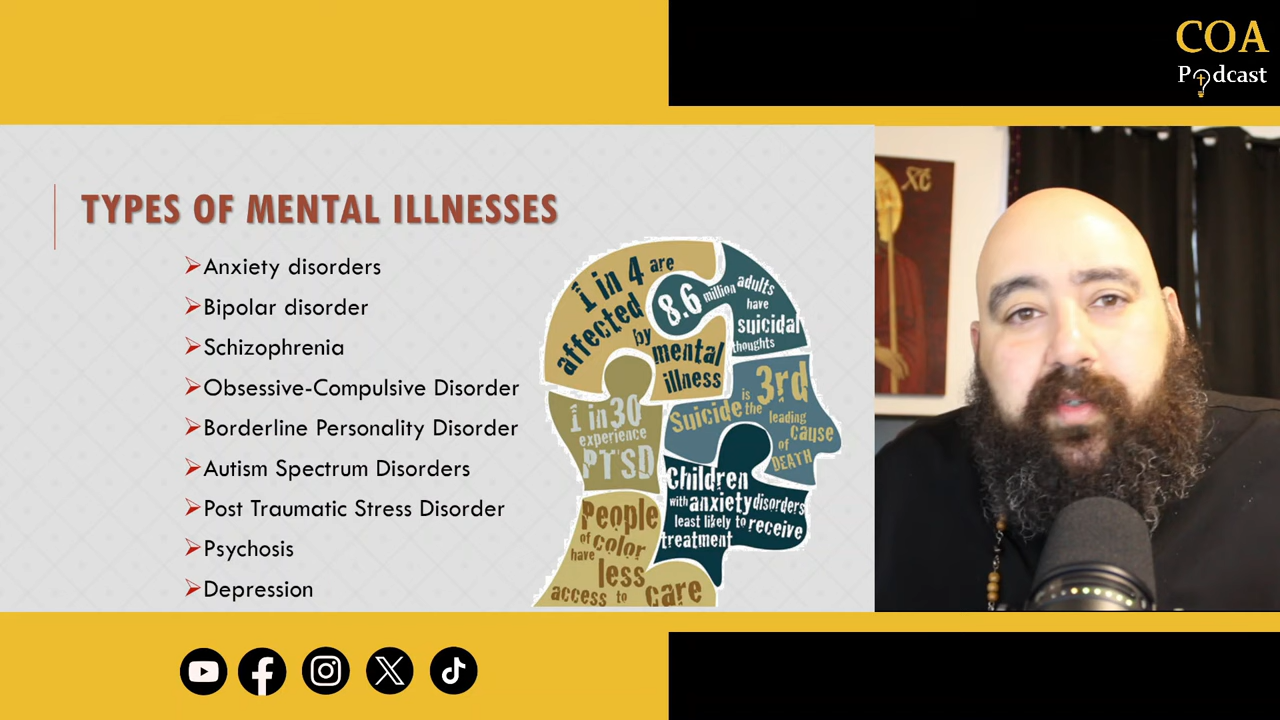 COA
Podcast
TYPES OF MENTAL ILLNESSES
Anxiety disorders
Bipolar disorder
Schizophrenia
Obsessive-Compulsive Disorder
Borderline Personality Disorder
Autism Spectrum Disorders
Post Traumatic Stress Disorder
Psychosis
Depression
1 in 4 are
affected
by
mental
illness
8.6 million adults
have
suicidal
thoughts
1 in 30
experience
PTSD
Suicide is the 3rd
leading
cause
of
DEATH
Children
with anxiety disorders
least likely to receive
treatment
People
of color
have
less
access to care
XC